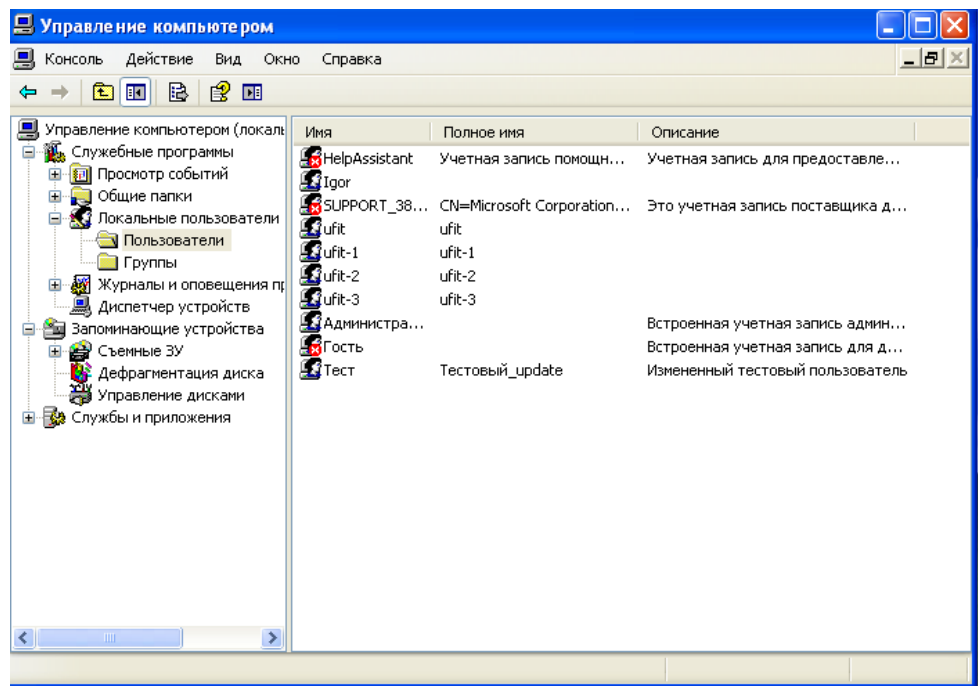 Управление компьютером
Консоль Действие Вид Окно Справка
Управление компьютером (локаль
Служебные программы
Просмотр событий
Общие папки
Локальные пользователи
Пользователи
Группы
Журналы и оповещения пр
Диспетчер устройств
Запоминающие устройства
Съемные ЗУ
Дефрагментация диска
Управление дисками
Службы и приложения
Имя Полное имя Описание
HelpAssistant Учетная запись помощн... Учетная запись для предоставле...
Igor
SUPPORT_38... CN=Microsoft Corporation... Это учетная запись поставщика д...
ufit ufit
ufit-1 ufit-1
ufit-2 ufit-2
ufit-3 ufit-3
Администра... Встроенная учетная запись админ...
Гость Встроенная учетная запись для д...
Тест Тестовый_update Измененный тестовый пользователь